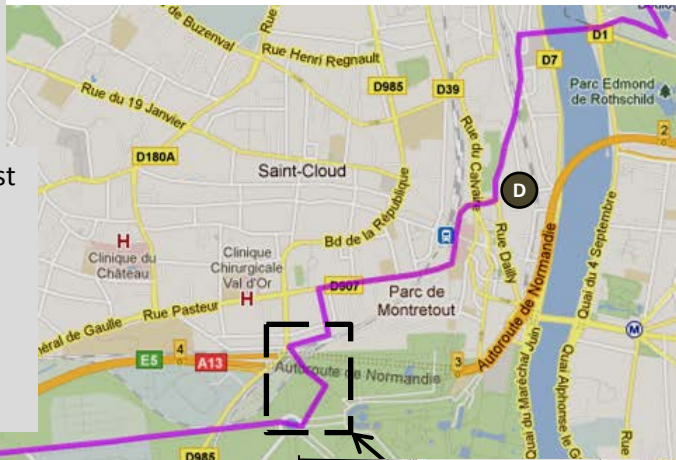 de Buzenval
Rue
D1
Rue Henri Regnault
D7
D985
D39
Parc Edmond
de Rothschild
Rue du 19 Janvier
2
D180A
st
Saint-Cloud
Rue du Calvaire
D
Bd de la République
H
Clinique du
Château
Clinique
Chirurgicale
Val d'Or
H
Rue Dailly
Quai du 4 Septembre
D907
Parc de
Montretout
Rue Pasteur
néral de Gaulle
Autoroute de Normandie
M
4
E5
A13
3
Autoroute de Normandie
Quai du Maréchal Juin
Quai Alphonse le G
Rue
D985